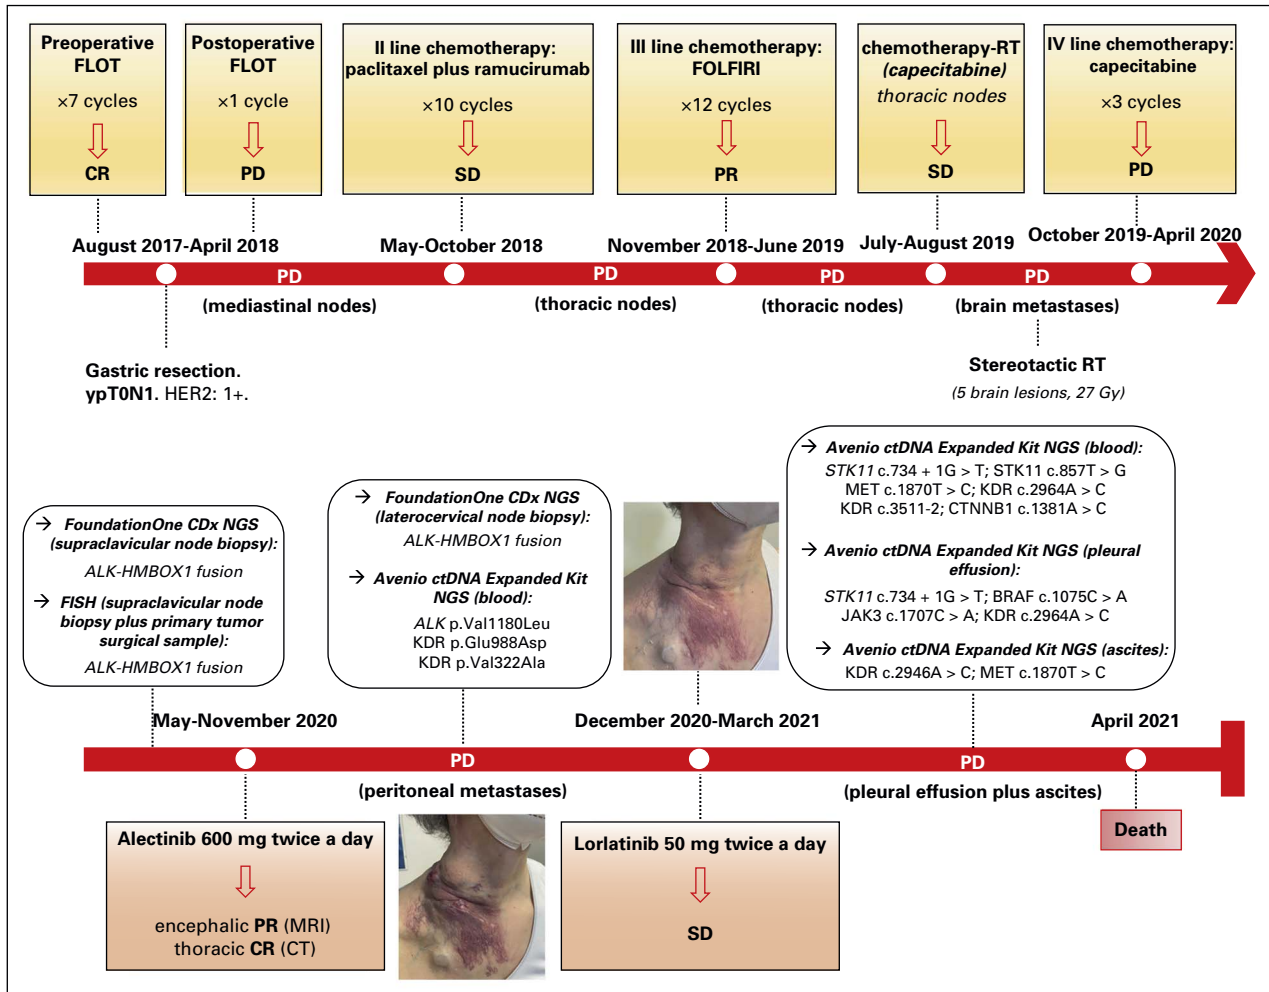 Preoperative
FLOT
×7 cycles
CR
Postoperative
FLOT
×1 cycle
PD
II line chemotherapy:
paclitaxel plus ramucirumab
×10 cycles
SD
III line chemotherapy:
FOLFIRI
×12 cycles
PR
chemotherapy-RT
(capecitabine)
thoracic nodes
SD
IV line chemotherapy:
capecitabine
×3 cycles
PD
August 2017-April 2018
May-October 2018
November 2018-June 2019
July-August 2019
October 2019-April 2020
PD
PD
PD
PD
(mediastinal nodes)
(thoracic nodes)
(thoracic nodes)
(brain metastases)
Gastric resection.
ypT0N1. HER2: 1+.
Stereotactic RT
(5 brain lesions, 27 Gy)
→ FoundationOne CDx NGS
(supraclavicular node biopsy):
ALK-HMBOX1 fusion
→ FISH (supraclavicular node
biopsy plus primary tumor
surgical sample):
ALK-HMBOX1 fusion
→ FoundationOne CDx NGS
(laterocervical node biopsy):
ALK-HMBOX1 fusion
→ Avenio ctDNA Expanded Kit
NGS (blood):
ALK p.Val1180Leu
KDR p.Glu988Asp
KDR p.Val322Ala
→ Avenio ctDNA Expanded Kit NGS (blood):
STK11 c.734 + 1G > T; STK11 c.857T > G
MET c.1870T > C; KDR c.2964A > C
KDR c.3511-2; CTNNB1 c.1381A > C
→ Avenio ctDNA Expanded Kit NGS (pleural
effusion):
STK11 c.734 + 1G > T; BRAF c.1075C > A
JAK3 c.1707C > A; KDR c.2964A > C
→ Avenio ctDNA Expanded Kit NGS (ascites):
KDR c.2946A > C; MET c.1870T > C
May-November 2020
December 2020-March 2021
April 2021
PD
PD
(peritoneal metastases)
(pleural effusion plus ascites)
Alectinib 600 mg twice a day
encephalic PR (MRI)
thoracic CR (CT)
Lorlatinib 50 mg twice a day
SD
Death